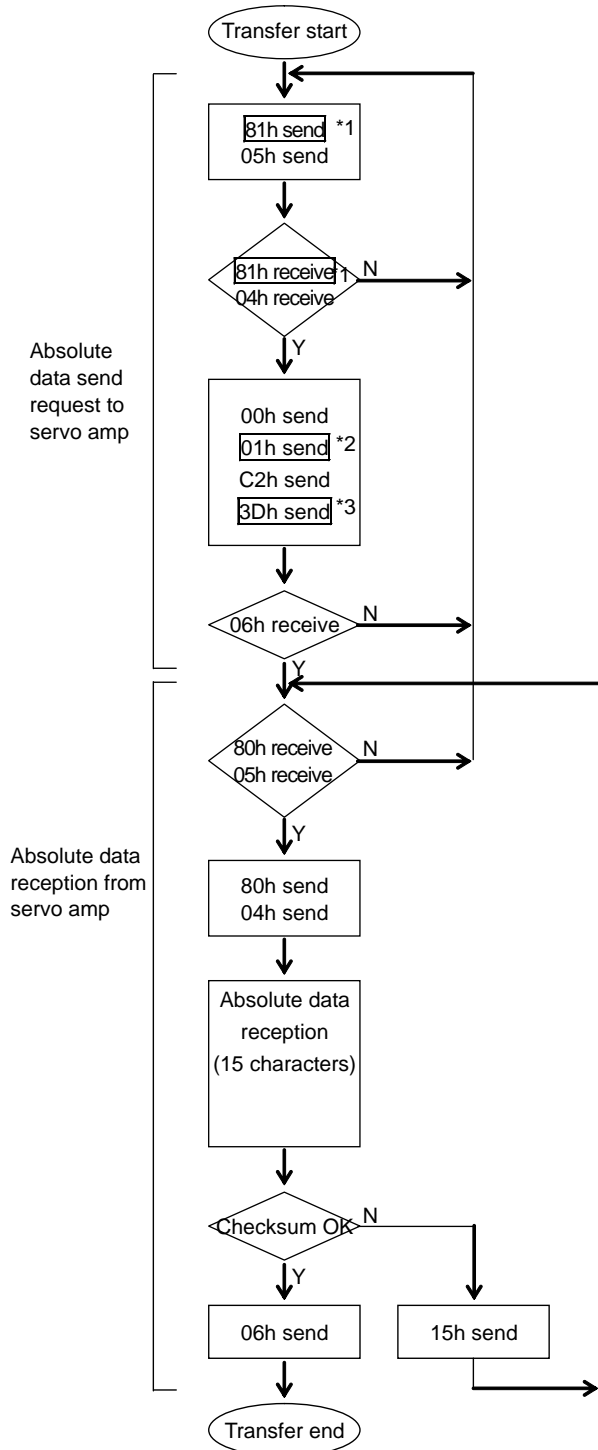 Transfer start
81h send *1
05h send
81h receive*1
04h receive
N
Y
Absolute
data send
request to
servo amp
00h send
01h send *2
C2h send
3Dh send *3
06h receive
N
Y
80h receive
05h receive
N
Y
Absolute data
reception from
servo amp
80h send
04h send
Absolute data
reception
(15 characters)
Checksum OK
N
Y
06h send
15h send
Transfer end